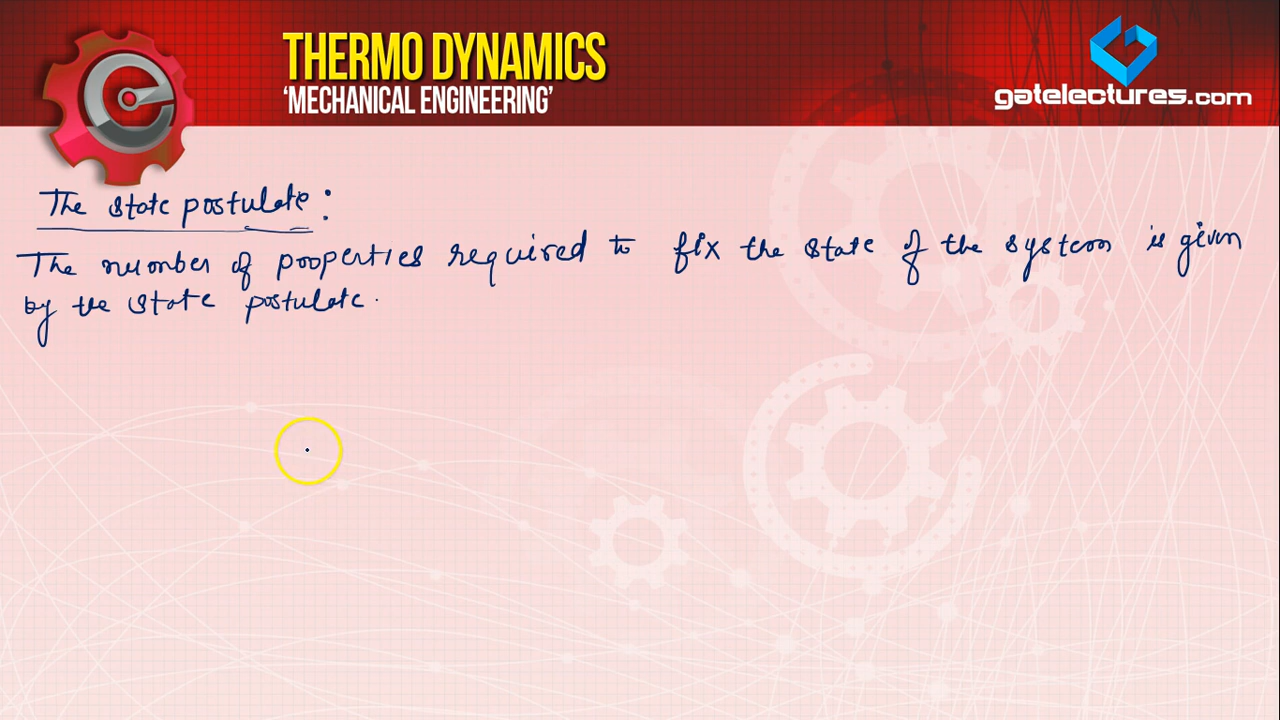 THERMO DYNAMICS
'MECHANICAL ENGINEERING'
gatelectures.com
The state postulate:
The number of properties required to fix the state of the system is given
by the state postulate.